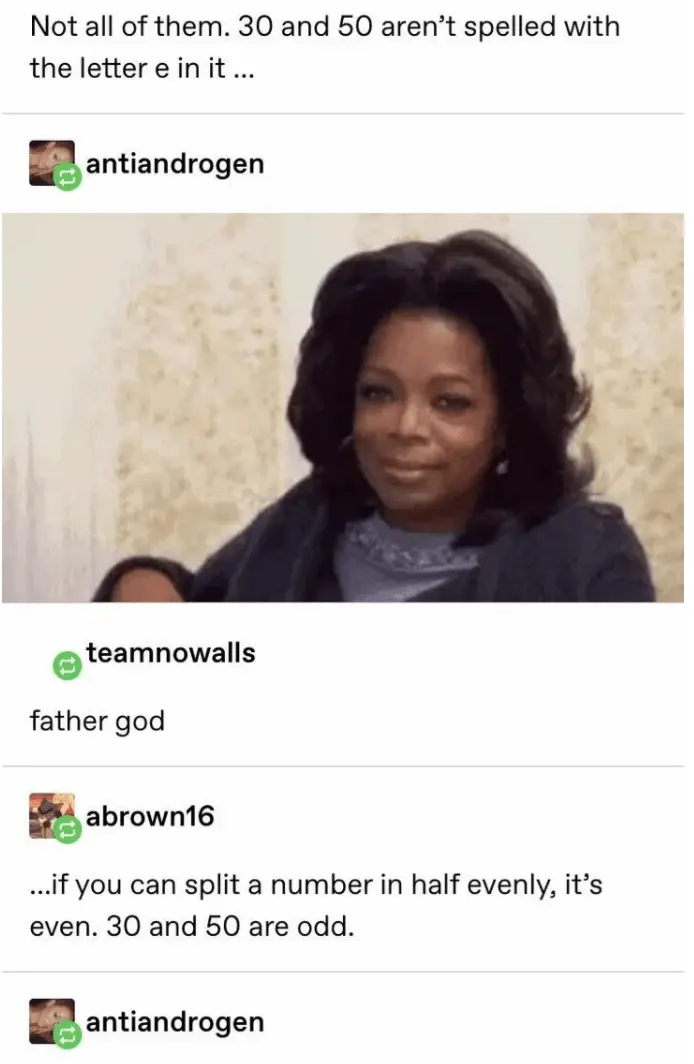 Not all of them. 30 and 50 aren’t spelled with
the letter e in it ...
antiandrogen
teamnowalls
father god
abrown16
...if you can split a number in half evenly, it’s
even. 30 and 50 are odd.
antiandrogen